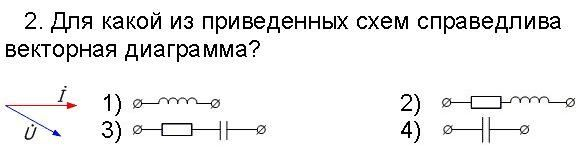 2. Для какой из приведенных схем справедлива
векторная диаграмма?
İ
U̇
1)
2)
3)
4)